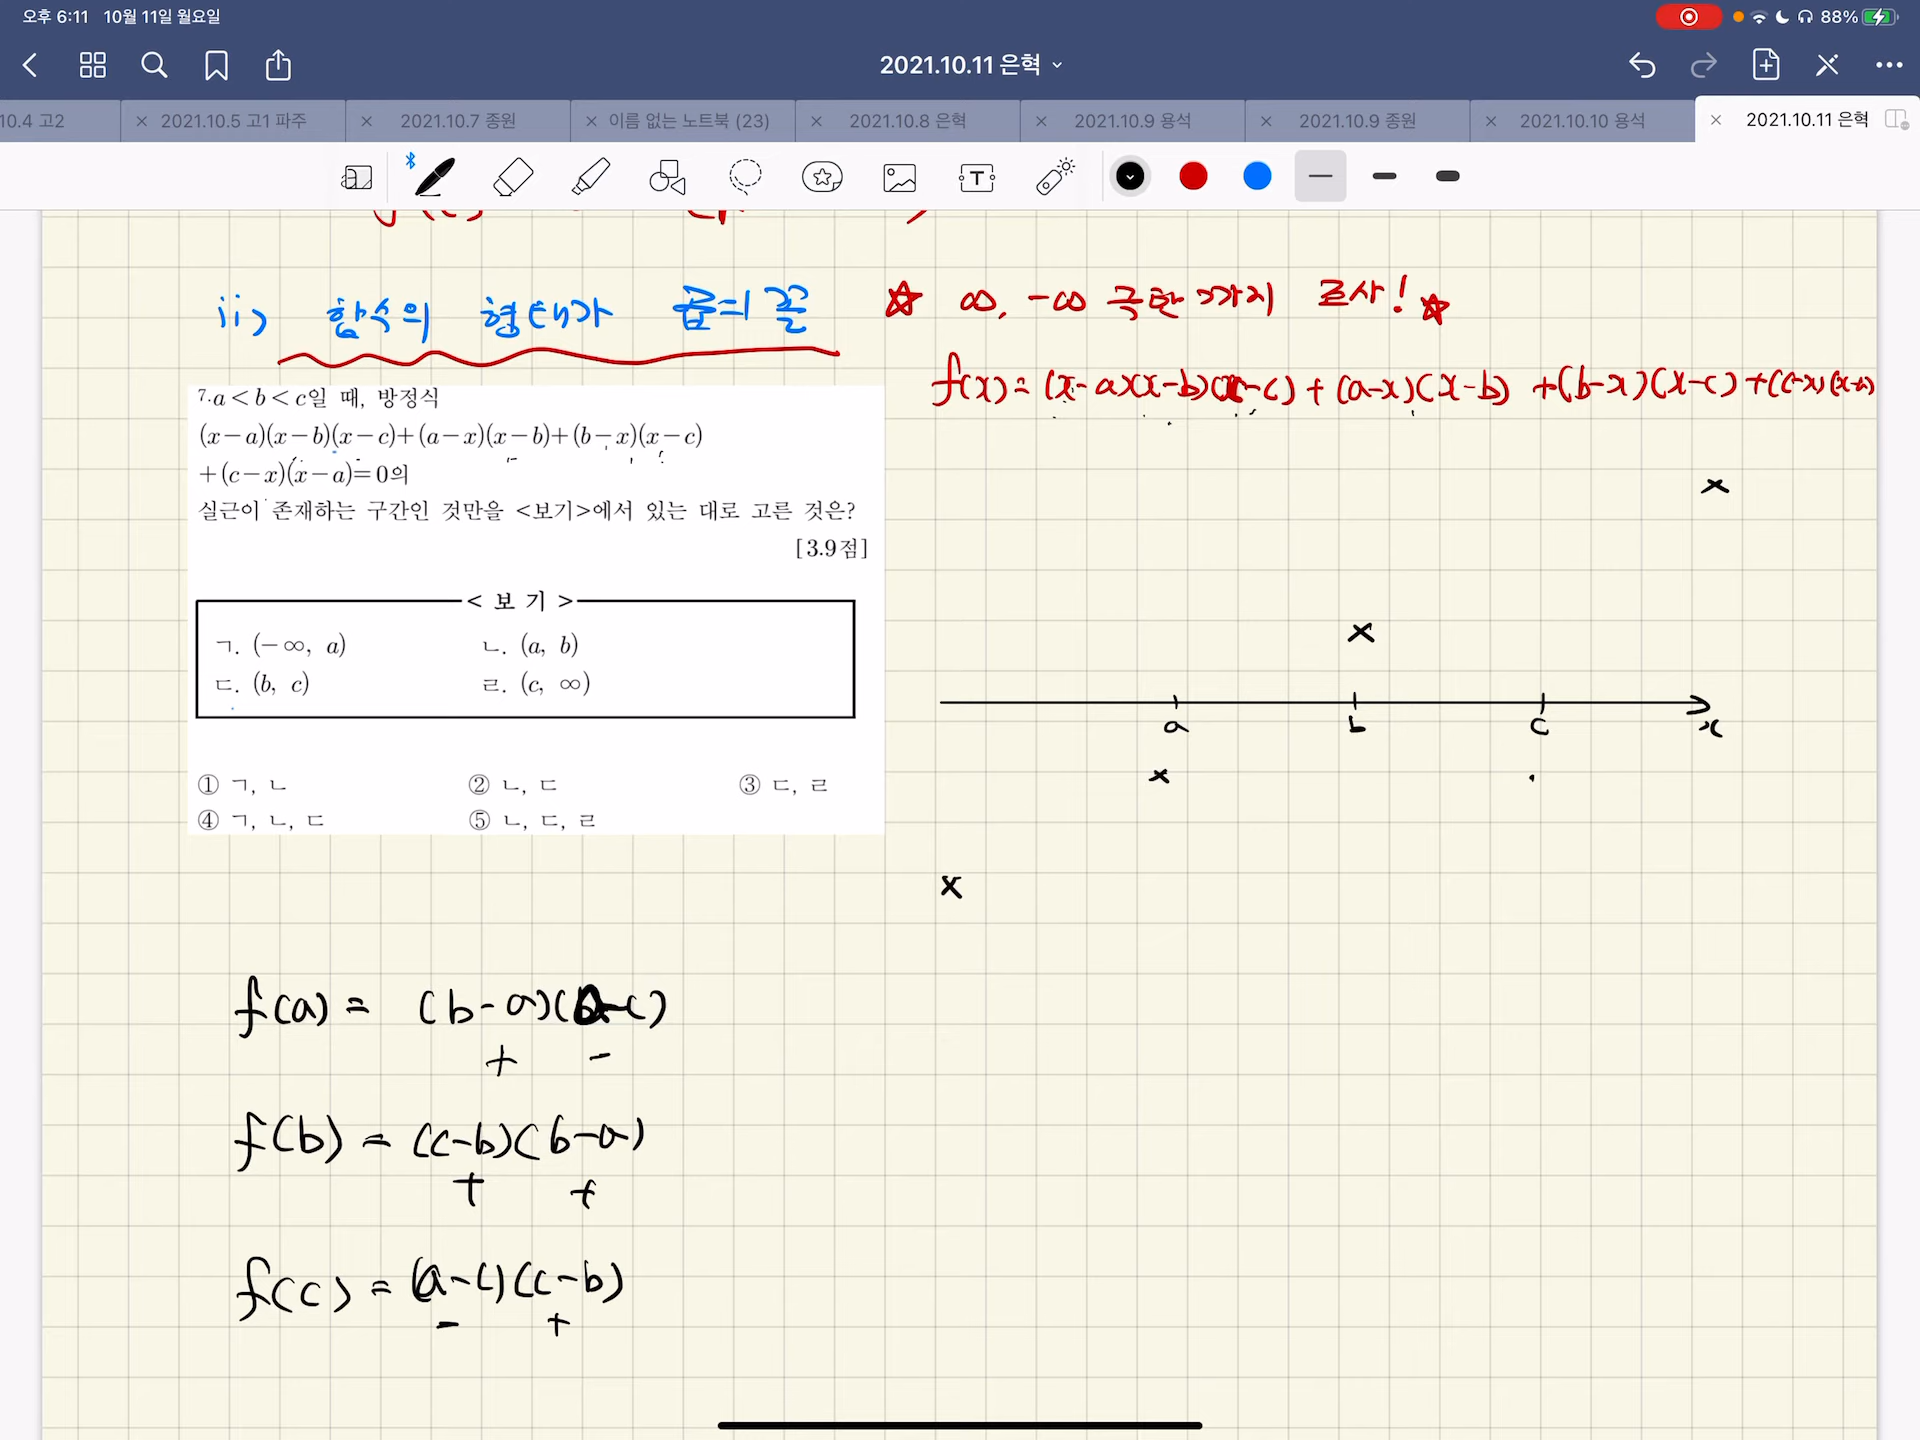 오후 6:11 10월 11일 월요일
88%
2021.10.11 은혁
10.4 고2
2021.10.5 고1 파주
2021.10.7 종원
이름 없는 노트북 (23)
2021.10.8 은혁
2021.10.9 용석
2021.10.9 종원
2021.10.10 용석
2021.10.11 은혁
ii) 함수의 형태가 곱의 꼴
☆ ∞, -∞ 극한까지 조사! ☆
f(x) = (x-a)(x-b)(x-c) + (a-x)(x-b) + (b-x)(x-c) + (c-x)(x-a)
7. a < b < c일 때, 방정식
(x-a)(x-b)(x-c)+(a-x)(x-b)+(b-x)(x-c)
+(c-x)(x-a)=0의
실근이 존재하는 구간인 것만을 <보기>에서 있는 대로 고른 것은?
[3.9점]
< 보 기 >
ㄱ. (-∞, a) ㄴ. (a, b)
ㄷ. (b, c) ㄹ. (c, ∞)
① ㄱ, ㄴ ② ㄴ, ㄷ ③ ㄷ, ㄹ
④ ㄱ, ㄴ, ㄷ ⑤ ㄴ, ㄷ, ㄹ
a b c x
f(a) = (b-a)(a-c)
+ -
f(b) = (c-b)(b-a)
+ +
f(c) = (a-c)(c-b)
- +